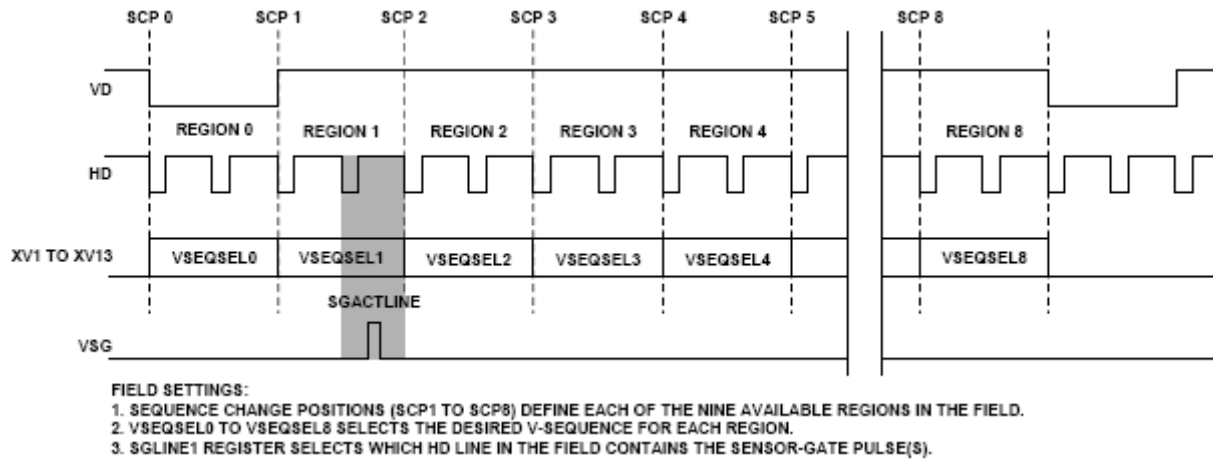 SCP 0 SCP 1 SCP 2 SCP 3 SCP 4 SCP 5 SCP 8
VD
REGION 0 REGION 1 REGION 2 REGION 3 REGION 4 REGION 8
HD
XV1 TO XV13 VSEQSEL0 VSEQSEL1 VSEQSEL2 VSEQSEL3 VSEQSEL4 VSEQSEL8
SGACTLINE
VSG
FIELD SETTINGS:
1. SEQUENCE CHANGE POSITIONS (SCP1 TO SCP8) DEFINE EACH OF THE NINE AVAILABLE REGIONS IN THE FIELD.
2. VSEQSEL0 TO VSEQSEL8 SELECTS THE DESIRED V-SEQUENCE FOR EACH REGION.
3. SGLINE1 REGISTER SELECTS WHICH HD LINE IN THE FIELD CONTAINS THE SENSOR-GATE PULSE(S).